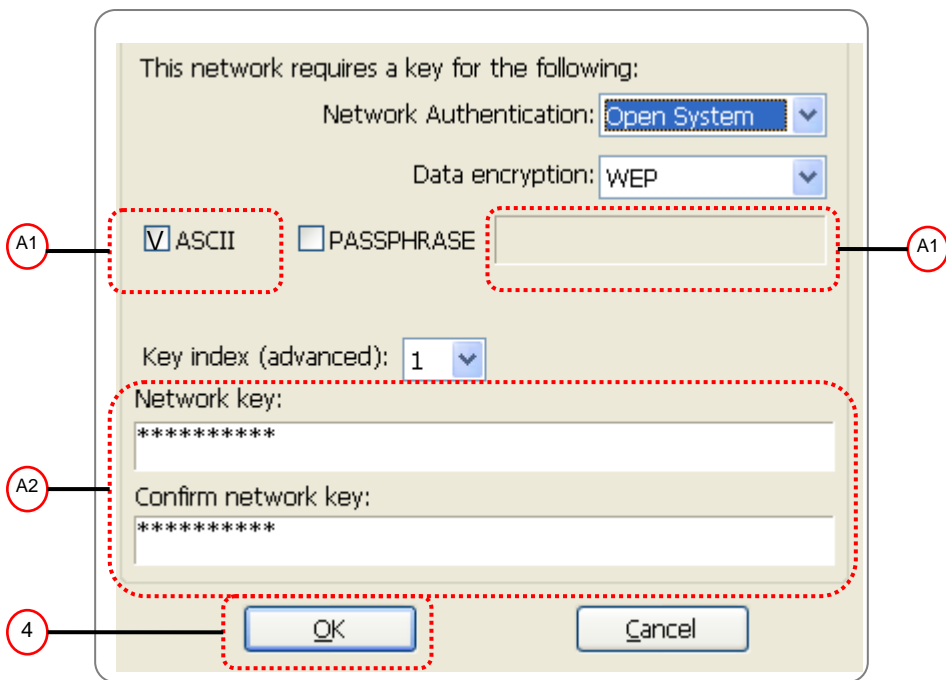 This network requires a key for the following:
Network Authentication: Open System
Data encryption: WEP
A1 V ASCII PASSPHRASE A1
Key index (advanced): 1
Network key:
**********
A2
Confirm network key:
**********
4 OK Cancel